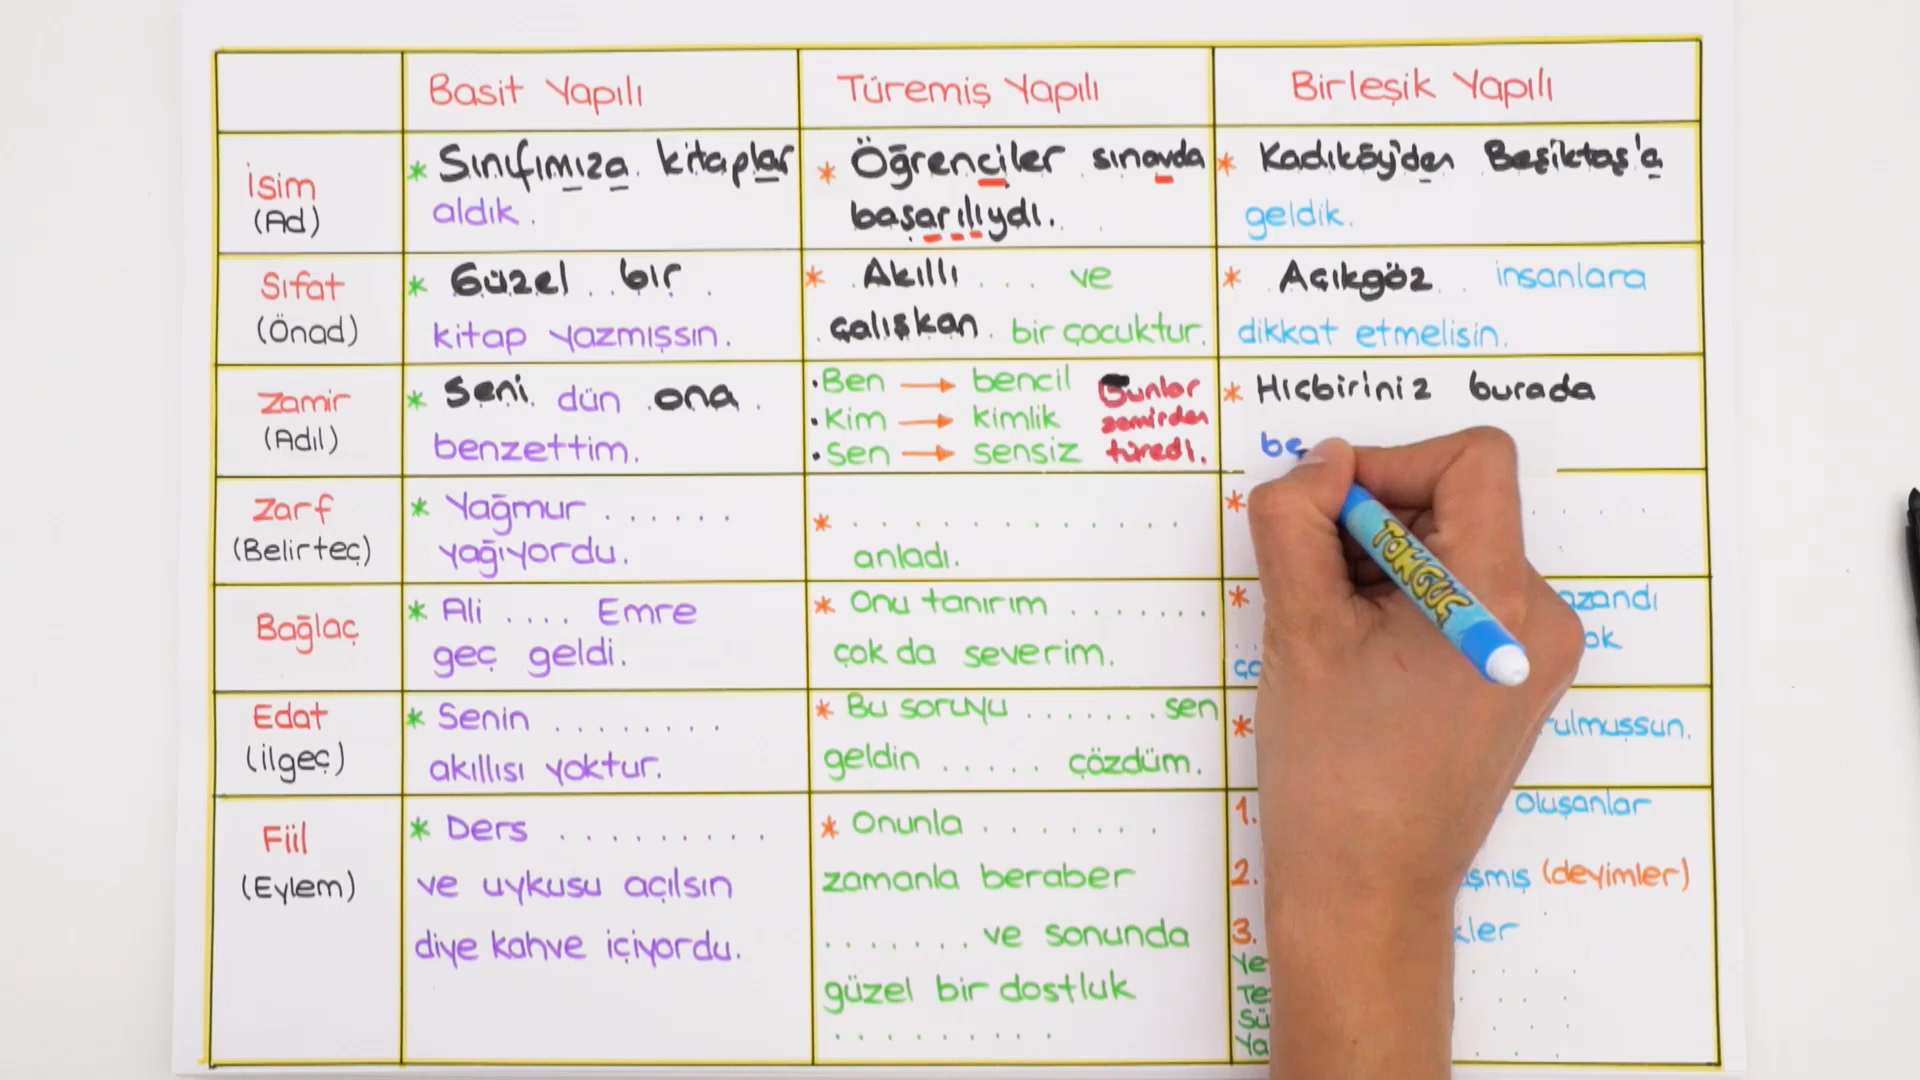 Basit Yapılı
Türemiş Yapılı
Birleşik Yapılı
İsim
(Ad)
* Sınıfımıza kitaplar
aldık.
* Öğrenciler sınavda
başarılıydı.
* Kadıköy'den Beşiktaş'a
geldik.
Sıfat
(Önad)
* Güzel bir
kitap yazmışsın.
* Akıllı ve
çalışkan bir çocuktur.
* Açıkgöz insanlara
dikkat etmelisin.
Zamir
(Adıl)
* Seni dün ona
benzettim.
• Ben → bencil
• Kim → kimlik
• Sen → sensiz
Bunlar
zamirden
türedi.
* Hiçbiriniz burada
be
Zarf
(Belirteç)
* Yağmur ......
yağıyordu.
* ............
anladı.
*
Bağlaç
* Ali .... Emre
geç geldi.
* Onu tanırım .......
çok da severim.
*
Edat
(ilgeç)
* Senin ........
akıllısı yoktur.
* Bu soruyu ....... sen
geldin ..... çözdüm.
*
Fiil
(Eylem)
* Ders .........
ve uykusu açılsın
diye kahve içiyordu.
* Onunla .......
zamanla beraber
....... ve sonunda
güzel bir dostluk
.........
1. Oluşanlar
2. (deyimler)
3.
TONGUÇ